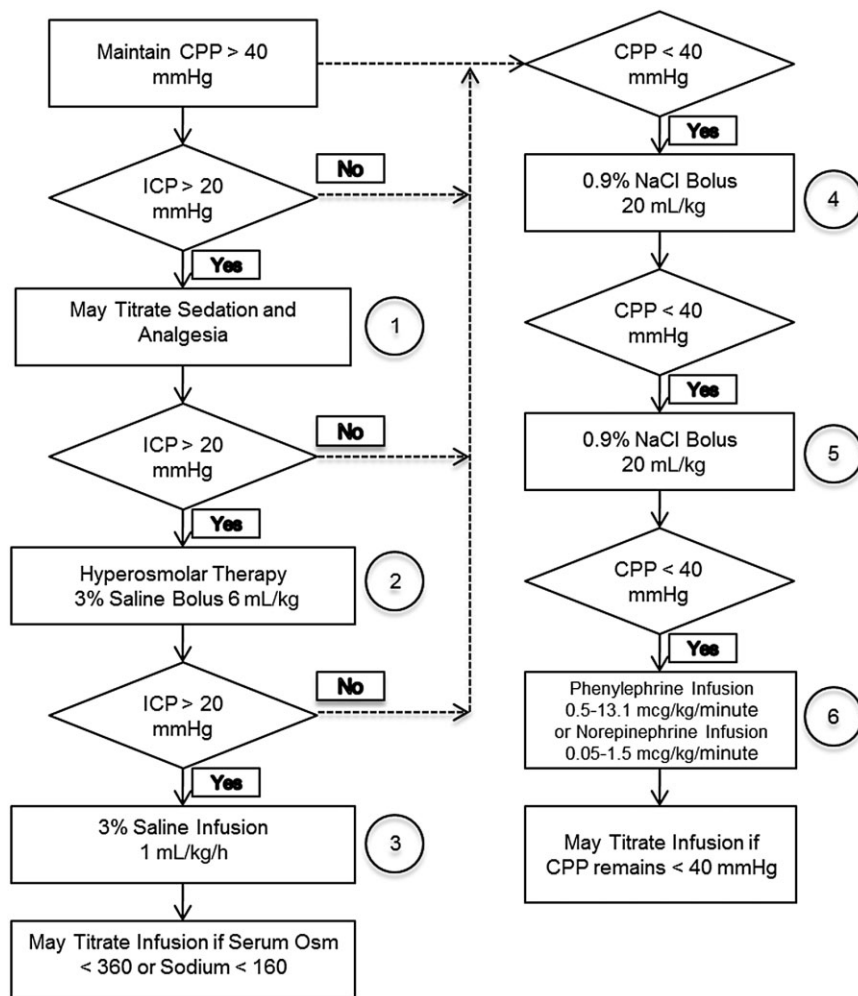 Maintain CPP > 40
mmHg
ICP > 20
mmHg
No
Yes
May Titrate Sedation and
Analgesia
1
ICP > 20
mmHg
No
Yes
Hyperosmolar Therapy
3% Saline Bolus 6 mL/kg
2
ICP > 20
mmHg
No
Yes
3% Saline Infusion
1 mL/kg/h
3
May Titrate Infusion if Serum Osm
< 360 or Sodium < 160
CPP < 40
mmHg
Yes
0.9% NaCl Bolus
20 mL/kg
4
CPP < 40
mmHg
Yes
0.9% NaCl Bolus
20 mL/kg
5
CPP < 40
mmHg
Yes
Phenylephrine Infusion
0.5-13.1 mcg/kg/minute
or Norepinephrine Infusion
0.05-1.5 mcg/kg/minute
6
May Titrate Infusion if
CPP remains < 40 mmHg